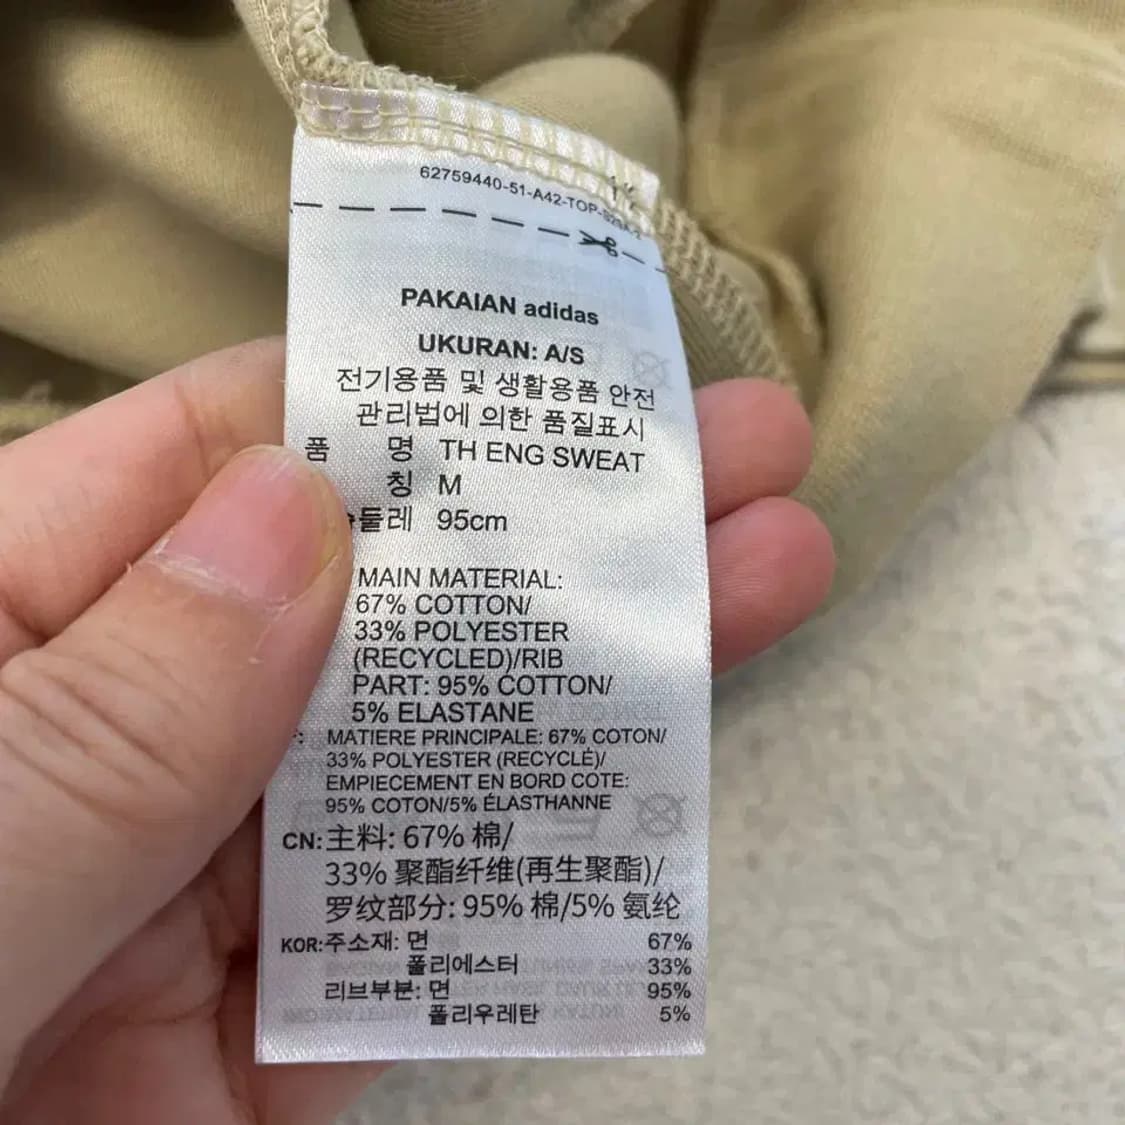 62759440-51-A42-TOP-
PAKAIAN adidas
UKURAN: A/S
전기용품 및 생활용품 안전
관리법에 의한 품질표시
품 명 TH ENG SWEAT
칭 M
둘레 95cm
MAIN MATERIAL:
67% COTTON/
33% POLYESTER
(RECYCLED)/RIB
PART: 95% COTTON/
5% ELASTANE
MATIERE PRINCIPALE: 67% COTON/
33% POLYESTER (RECYCLÉ)/
EMPIECEMENT EN BORD COTE:
95% COTON/5% ÉLASTHANNE
CN: 主料: 67% 棉/
33% 聚酯纤维(再生聚酯)/
罗纹部分: 95% 棉/5% 氨纶
KOR: 주소재: 면 67%
폴리에스터 33%
리브부분: 면 95%
폴리우레탄 5%